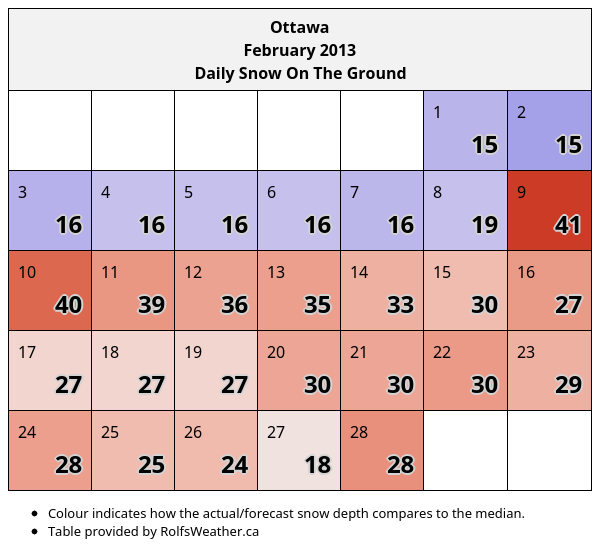 Ottawa
February 2013
Daily Snow On The Ground
1 2
15 15
3 4 5 6 7 8 9
16 16 16 16 16 19 41
10 11 12 13 14 15 16
40 39 36 35 33 30 27
17 18 19 20 21 22 23
27 27 27 30 30 30 29
24 25 26 27 28
28 25 24 18 28
• Colour indicates how the actual/forecast snow depth compares to the median.
• Table provided by RolfsWeather.ca